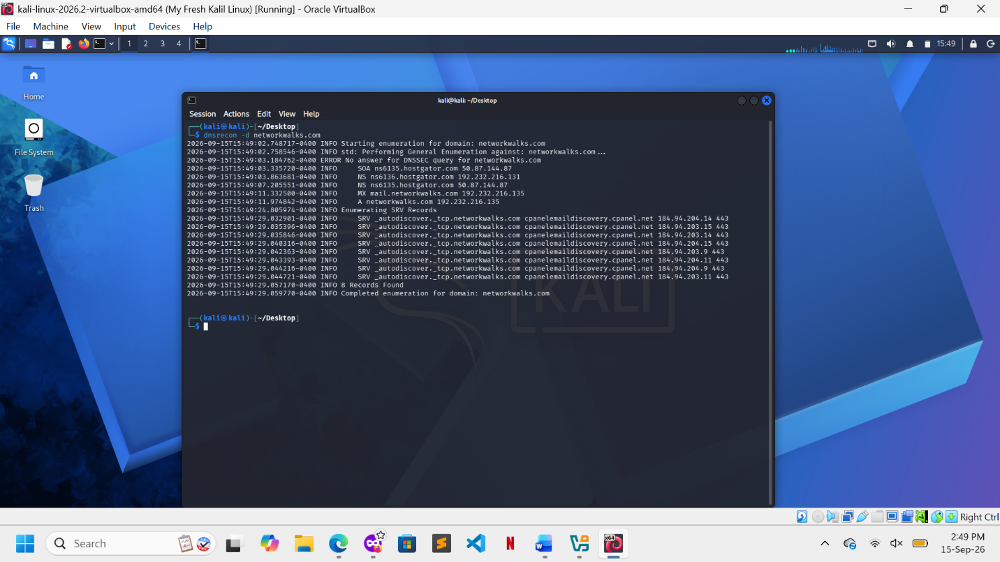 kali-linux-2026.2-virtualbox-amd64 (My Fresh Kalil Linux) [Running] - Oracle VirtualBox
File Machine View Input Devices Help
1 2 3 4 15:49
Home
File System
Trash
kali@kali: ~/Desktop
Session Actions Edit View Help
┌──(kali㉿kali)-[~/Desktop]
└─$ dnsrecon -d networkwalks.com
2026-09-15T15:49:02.748717-0400 INFO Starting enumeration for domain: networkwalks.com
2026-09-15T15:49:02.758546-0400 INFO std: Performing General Enumeration against: networkwalks.com...
2026-09-15T15:49:03.184762-0400 ERROR No answer for DNSSEC query for networkwalks.com
2026-09-15T15:49:03.335720-0400 INFO SOA ns6135.hostgator.com 50.87.144.87
2026-09-15T15:49:03.863681-0400 INFO NS ns6136.hostgator.com 192.232.216.131
2026-09-15T15:49:07.205551-0400 INFO NS ns6135.hostgator.com 50.87.144.87
2026-09-15T15:49:11.332500-0400 INFO MX mail.networkwalks.com 192.232.216.135
2026-09-15T15:49:11.974842-0400 INFO A networkwalks.com 192.232.216.135
2026-09-15T15:49:24.805974-0400 INFO Enumerating SRV Records
2026-09-15T15:49:29.032901-0400 INFO SRV _autodiscover._tcp.networkwalks.com cpanelemaildiscovery.cpanel.net 184.94.204.14 443
2026-09-15T15:49:29.035396-0400 INFO SRV _autodiscover._tcp.networkwalks.com cpanelemaildiscovery.cpanel.net 184.94.203.15 443
2026-09-15T15:49:29.035846-0400 INFO SRV _autodiscover._tcp.networkwalks.com cpanelemaildiscovery.cpanel.net 184.94.203.14 443
2026-09-15T15:49:29.040316-0400 INFO SRV _autodiscover._tcp.networkwalks.com cpanelemaildiscovery.cpanel.net 184.94.204.15 443
2026-09-15T15:49:29.042363-0400 INFO SRV _autodiscover._tcp.networkwalks.com cpanelemaildiscovery.cpanel.net 184.94.203.9 443
2026-09-15T15:49:29.043393-0400 INFO SRV _autodiscover._tcp.networkwalks.com cpanelemaildiscovery.cpanel.net 184.94.204.11 443
2026-09-15T15:49:29.044216-0400 INFO SRV _autodiscover._tcp.networkwalks.com cpanelemaildiscovery.cpanel.net 184.94.204.9 443
2026-09-15T15:49:29.044721-0400 INFO SRV _autodiscover._tcp.networkwalks.com cpanelemaildiscovery.cpanel.net 184.94.203.11 443
2026-09-15T15:49:29.057170-0400 INFO 8 Records Found
2026-09-15T15:49:29.059770-0400 INFO Completed enumeration for domain: networkwalks.com
KALI
┌──(kali㉿kali)-[~/Desktop]
└─$
Right Ctrl
Search
x64
2:49 PM
15-Sep-26